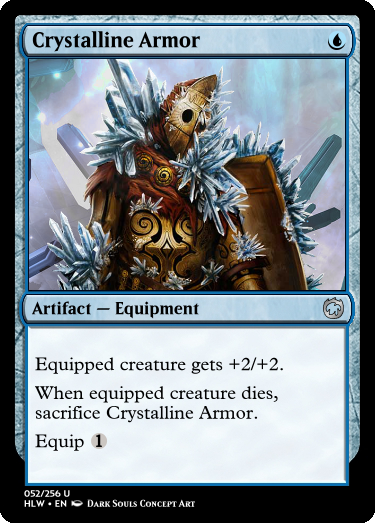 Crystalline Armor
Artifact — Equipment
Equipped creature gets +2/+2.
When equipped creature dies,
sacrifice Crystalline Armor.
Equip 1
052/256 U
HLW • EN Dark Souls Concept Art